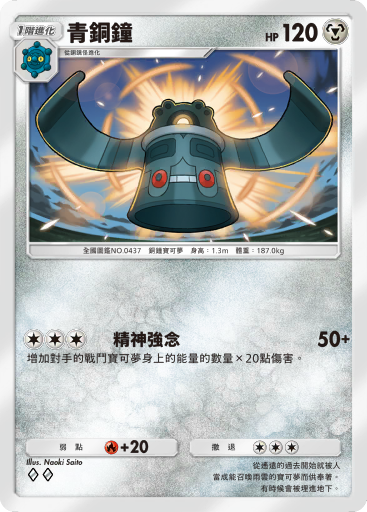 1階進化
青銅鐘
HP 120
從銅鏡怪進化
全國圖鑑NO.0437 銅鐘寶可夢 身高:1.3m 體重:187.0kg
精神強念 50+
增加對手的戰鬥寶可夢身上的能量的數量×20點傷害。
弱點 +20 撤退
Illus. Naoki Saito
從遙遠的過去開始就被人
當成能召喚雨雲的寶可夢而供奉著。
有時候會被埋進地下。